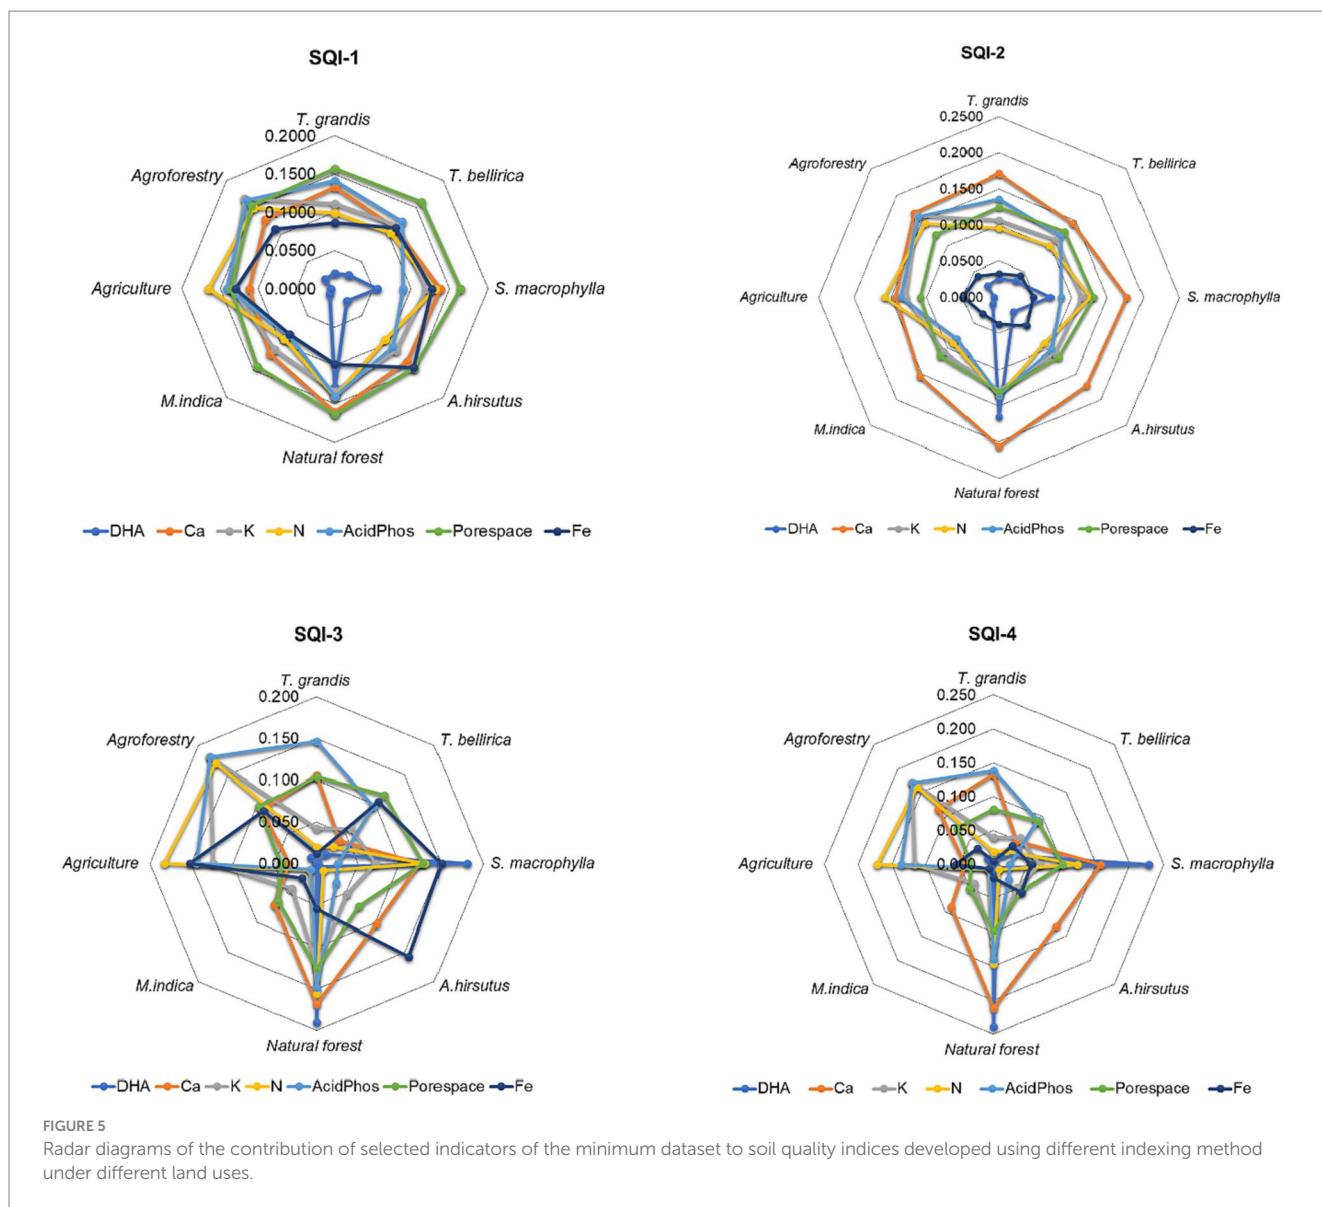 SQI-1
T. grandis
0.2000
0.1500
0.1000
0.0500
0.0000
T. bellirica
S. macrophylla
A.hirsutus
Natural forest
M.indica
Agriculture
Agroforestry
DHA Ca K N AcidPhos Porespace Fe
SQI-2
T. grandis
0.2500
0.2000
0.1500
0.1000
0.0500
0.0000
T. bellirica
S. macrophylla
A.hirsutus
Natural forest
M.indica
Agriculture
Agroforestry
DHA Ca K N AcidPhos Porespace Fe
SQI-3
T. grandis
0.200
0.150
0.100
0.050
0.000
T. bellirica
S. macrophylla
A.hirsutus
Natural forest
M.indica
Agriculture
Agroforestry
DHA Ca K N AcidPhos Porespace Fe
SQI-4
T. grandis
0.250
0.200
0.150
0.100
0.050
0.000
T. bellirica
S. macrophylla
A.hirsutus
Natural forest
M.indica
Agriculture
Agroforestry
DHA Ca K N AcidPhos Porespace Fe
FIGURE 5
Radar diagrams of the contribution of selected indicators of the minimum dataset to soil quality indices developed using different indexing method
under different land uses.